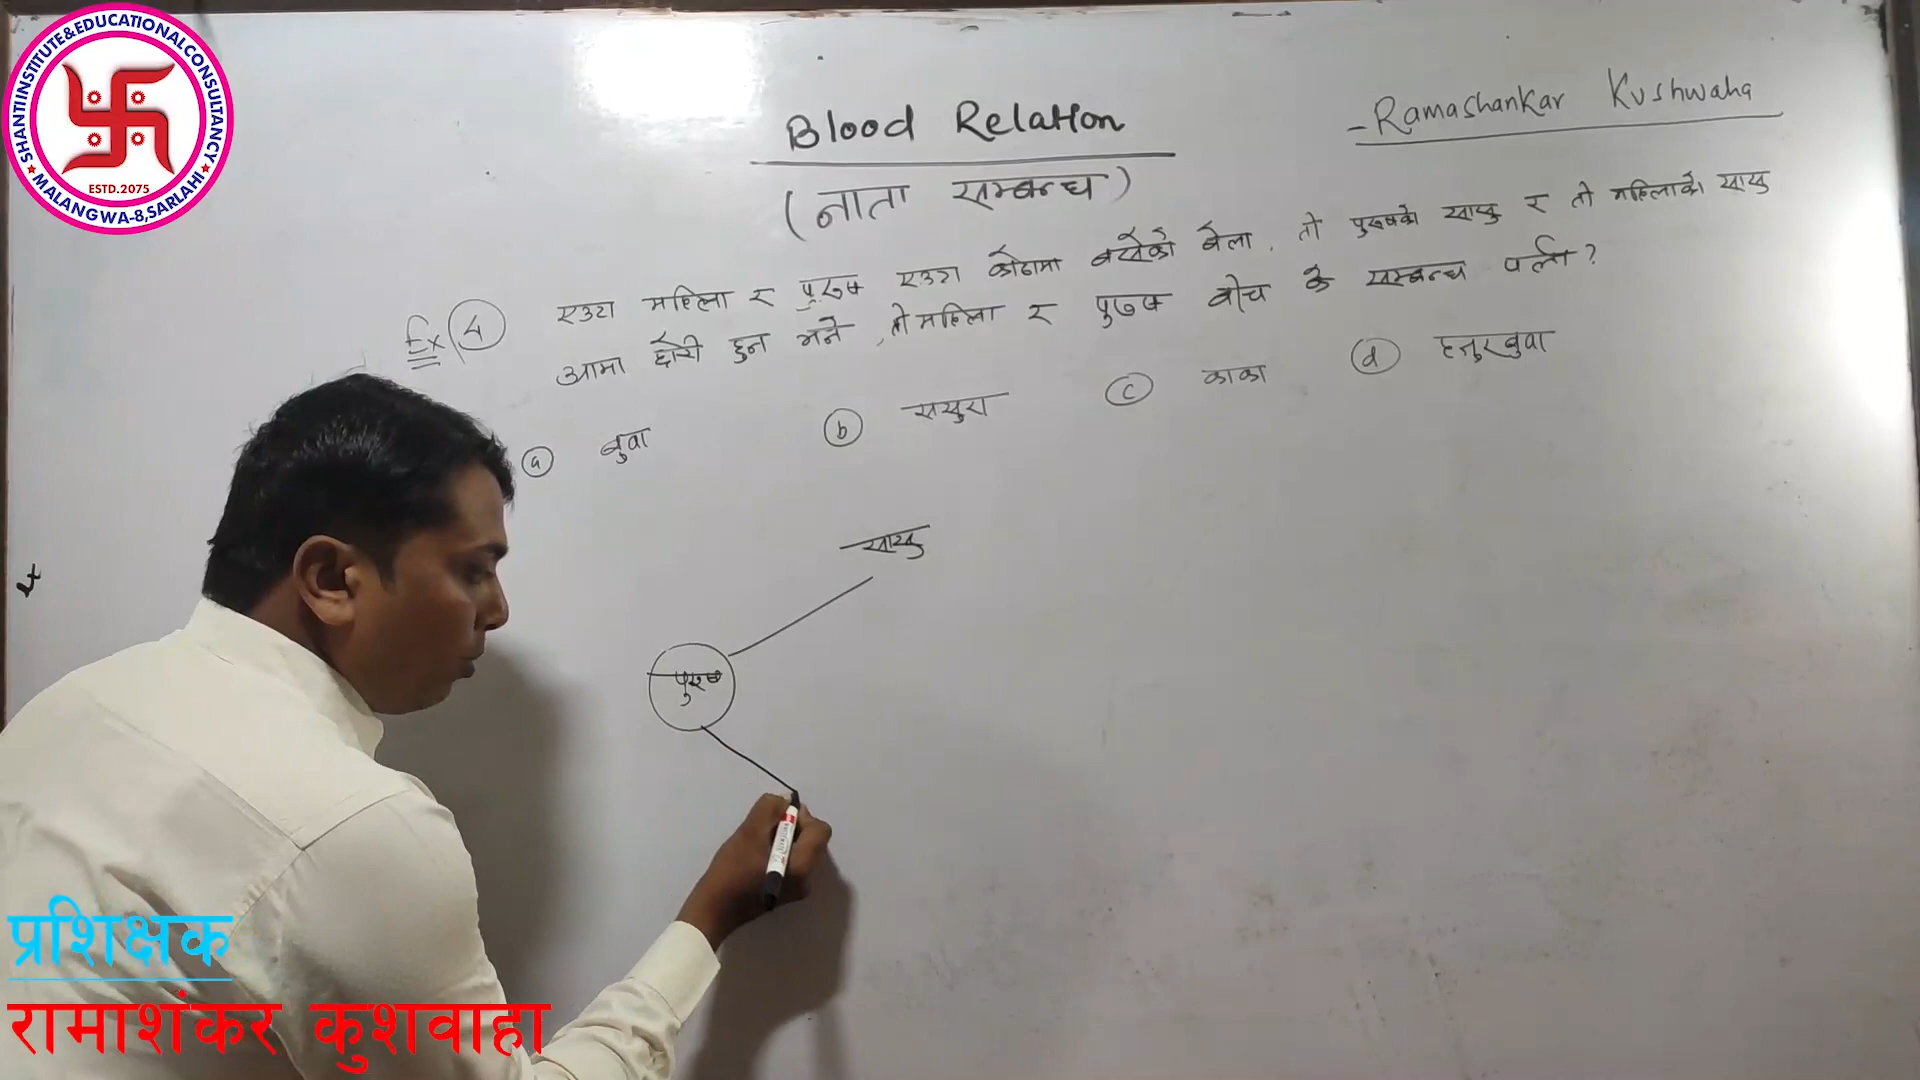 SHANTI INSTITUTE & EDUCATIONAL CONSULTANCY
ESTD.2075
MALANGWA-8, SARLAHI
Blood Relation
- Ramashankar Kushwaha
(नाता सम्बन्ध)
Ex 4 एउटा महिला र पुरुष एउटा कोठामा बसेको बेला, तो पुरुषको सासु र तो महिलाको सासु
आमा छोरी हुन भने, तो महिला र पुरुष बीच के सम्बन्ध पर्ला?
a बुवा b ससुरा c काका d हजुरबुवा
सासु
पुरुष
प्रशिक्षक
रामाशंकर कुशवाहा